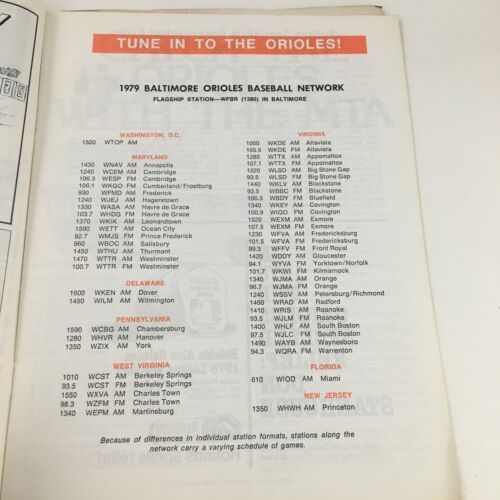 TUNE IN TO THE ORIOLES!
1979 BALTIMORE ORIOLES BASEBALL NETWORK
FLAGSHIP STATION—WFBR (1380) IN BALTIMORE
WASHINGTON, D.C.
1500 WTOP AM
MARYLAND
1430 WNAV AM Annapolis
1240 WCEM AM Cambridge
106.3 WESP FM Cambridge
106.1 WKGO FM Cumberland/Frostburg
930 WFMD AM Frederick
1240 WJEJ AM Hagerstown
1330 WASA AM Havre de Grace
103.7 WHDG FM Havre de Grace
1370 WKIK AM Leonardtown
1590 WETT AM Ocean City
92.7 WMJS FM Prince Frederick
960 WBOC AM Salisbury
1450 WTHU AM Thurmont
1470 WTTR AM Westminster
100.7 WTTR FM Westminster
DELAWARE
1600 WKEN AM Dover
1450 WILM AM Wilmington
PENNSYLVANIA
1590 WCBG AM Chambersburg
1280 WHVR AM Hanover
1350 WZIX AM York
WEST VIRGINIA
1010 WCST AM Berkeley Springs
93.5 WCST FM Berkeley Springs
1550 WXVA AM Charles Town
98.3 WZFM FM Charles Town
1340 WEPM AM Martinsburg
VIRGINIA
1000 WKDE AM Altavista
105.5 WKDE FM Altavista
1280 WTTX AM Appomattox
107.1 WTTX FM Appomattox
1220 WLSD AM Big Stone Gap
93.5 WLSD FM Big Stone Gap
1440 WKLV AM Blackstone
93.5 WBBC FM Blackstone
106.3 WBDY FM Bluefield
1340 WKEY AM Covington
100.9 WIQO FM Covington
1520 WEXM AM Exmore
107.5 WEXM FM Exmore
1230 WFVA AM Fredericksburg
101.5 WFVA FM Fredericksburg
99.3 WFFV FM Front Royal
1420 WDDY AM Gloucester
94.1 WYVA FM Yorktown/Norfolk
101.7 WKWI FM Kilmarnock
1340 WJMA AM Orange
96.7 WJMA FM Orange
1240 WSSV AM Petersburg/Richmond
1460 WRAD AM Radford
1410 WRIS AM Roanoke
93.5 WJLM FM Roanoke
1400 WHLF AM South Boston
97.5 WJLC FM South Boston
1490 WAYB AM Waynesboro
94.3 WQRA FM Warrenton
FLORIDA
610 WIOD AM Miami
NEW JERSEY
1350 WHWH AM Princeton
Because of differences in individual station formats, stations along the
network carry a varying schedule of games.